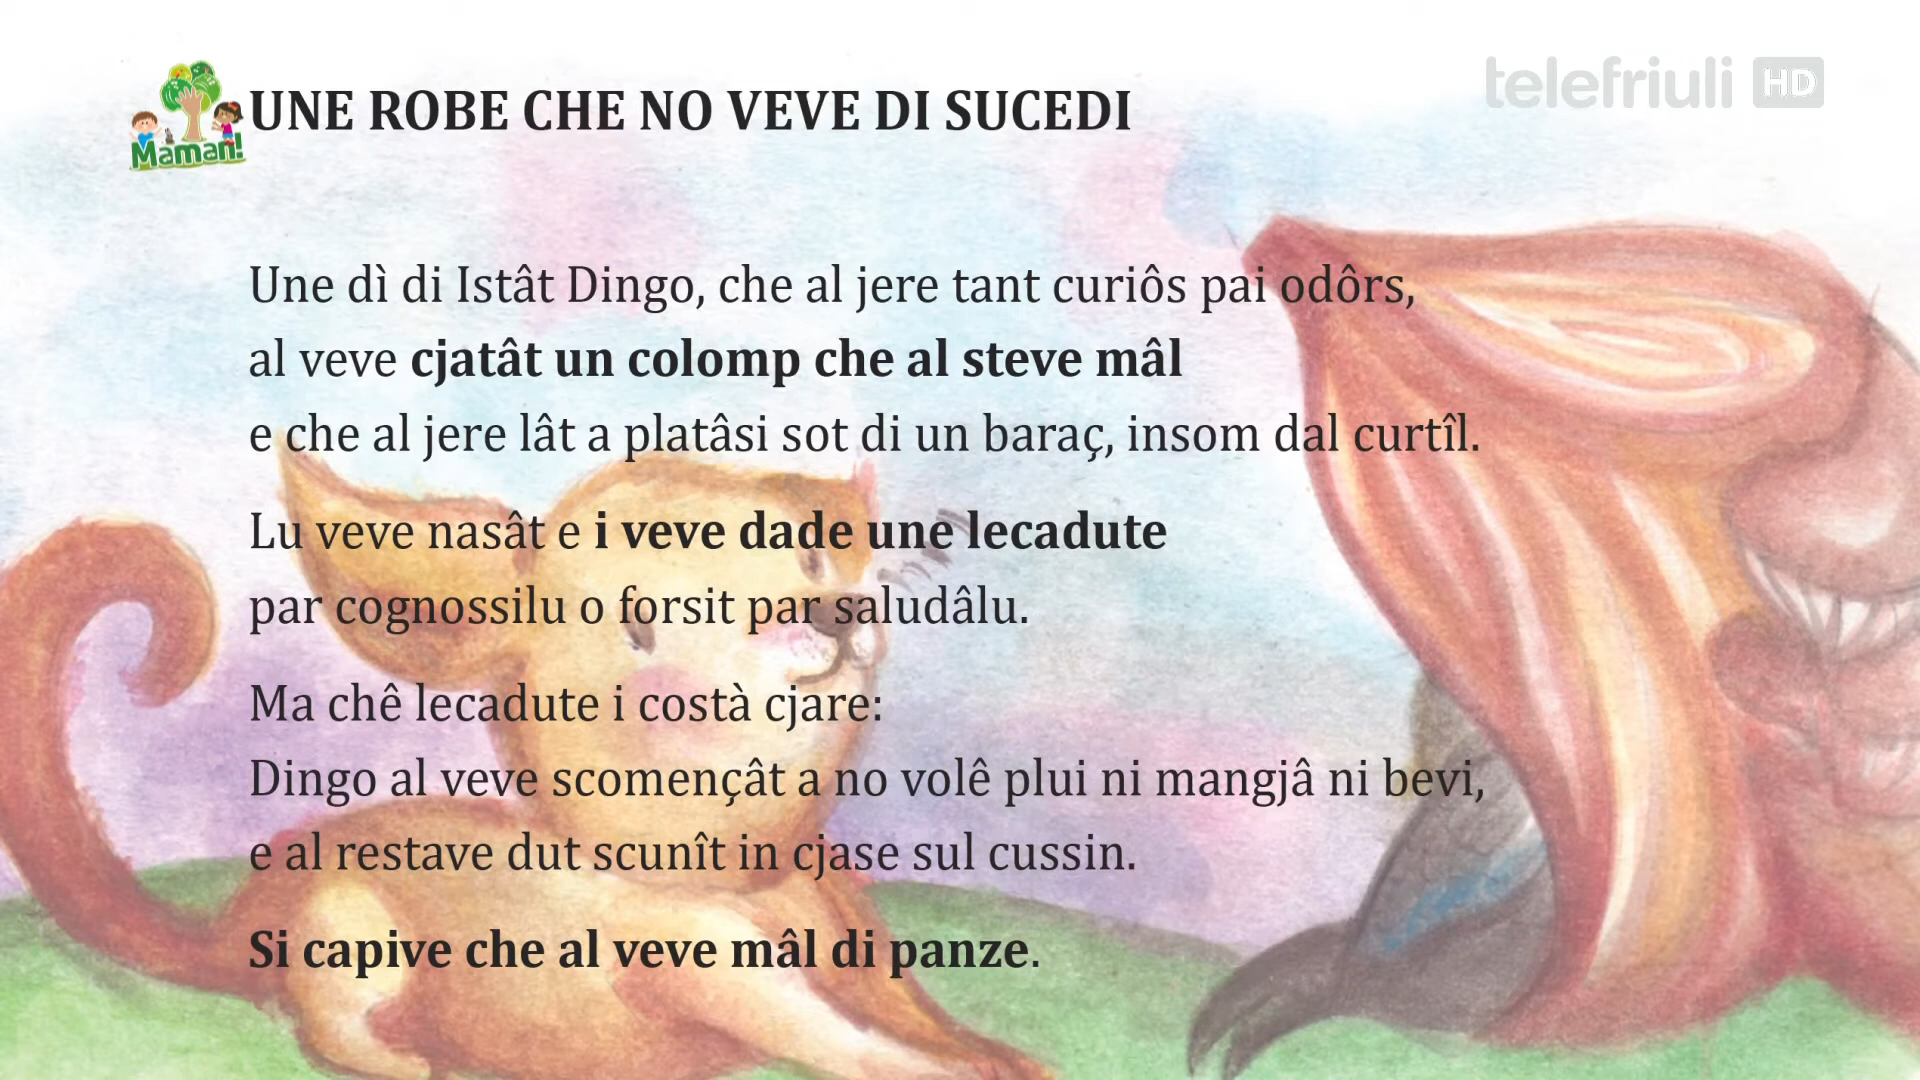 Maman!
UNE ROBE CHE NO VEVE DI SUCEDI
telefriuli HD
Une dì di Istât Dingo, che al jere tant curiôs pai odôrs,
al veve cjatât un colomp che al steve mâl
e che al jere lât a platâsi sot di un baraç, insom dal curtîl.
Lu veve nasât e i veve dade une lecadute
par cognossilu o forsit par saludâlu.
Ma chê lecadute i costà cjare:
Dingo al veve scomençât a no volê plui ni mangjâ ni bevi,
e al restave dut scunît in cjase sul cussin.
Si capive che al veve mâl di panze.